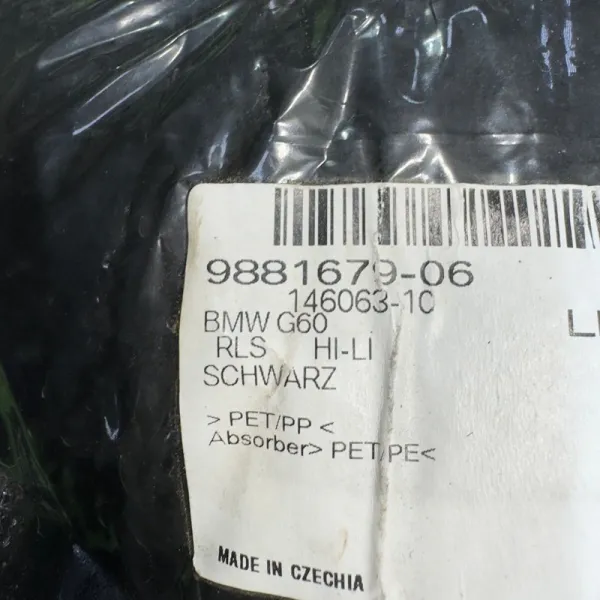 9881679-06
146063-10
BMW G60
RLS HI-LI
SCHWARZ
> PET/PP <
Absorber> PET/PE<
MADE IN CZECHIA